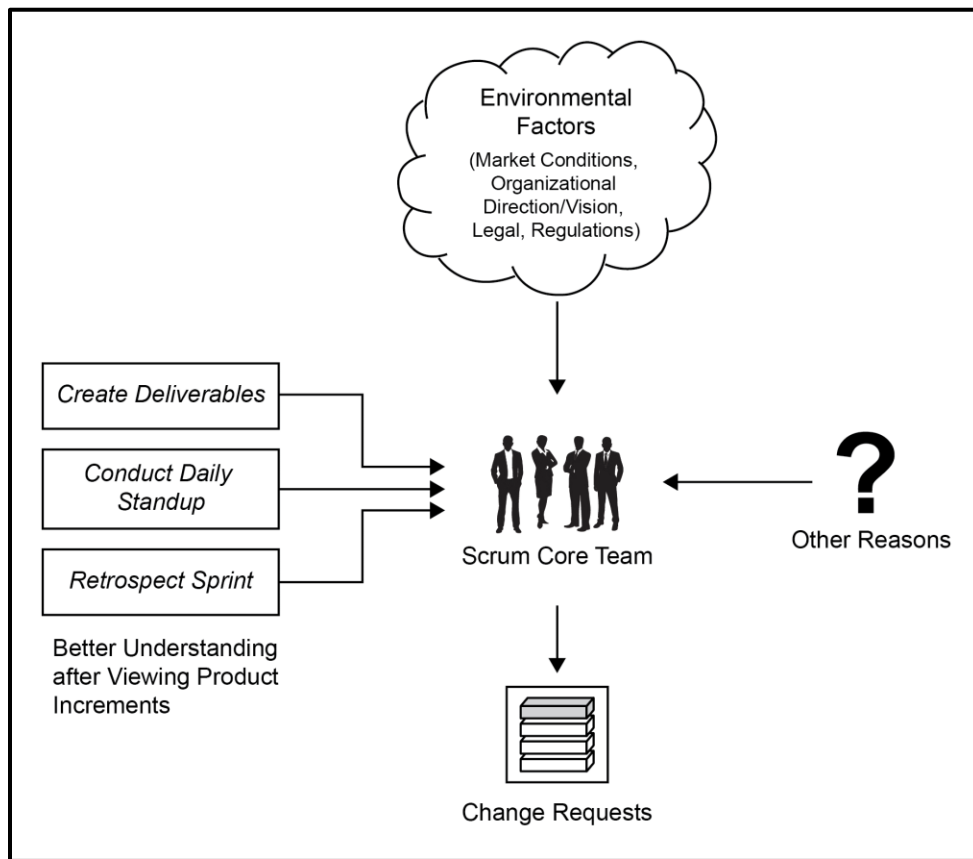 Environmental
Factors
(Market Conditions,
Organizational
Direction/Vision,
Legal, Regulations)
Create Deliverables
Conduct Daily
Standup
Retrospect Sprint
Better Understanding
after Viewing Product
Increments
Scrum Core Team
?
Other Reasons
Change Requests